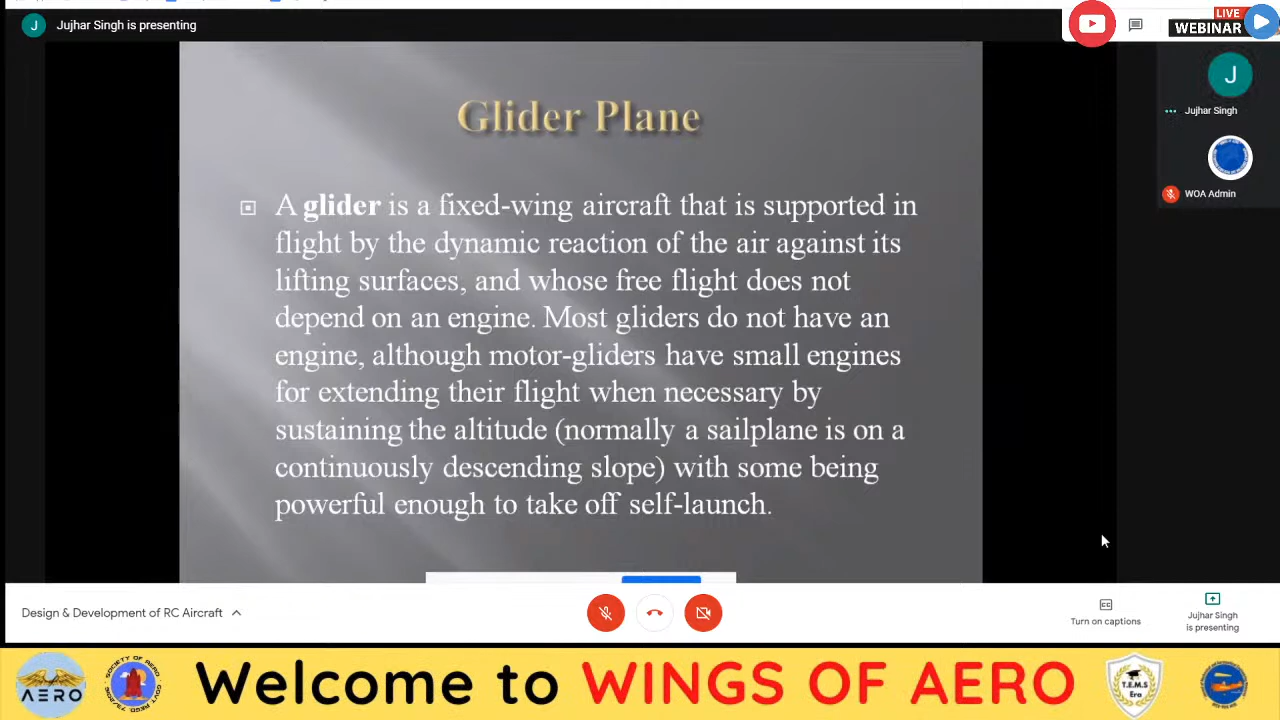 J
Jujhar Singh is presenting
LIVE
WEBINAR
J
Jujhar Singh
WOA Admin
Glider Plane
A glider is a fixed-wing aircraft that is supported in
flight by the dynamic reaction of the air against its
lifting surfaces, and whose free flight does not
depend on an engine. Most gliders do not have an
engine, although motor-gliders have small engines
for extending their flight when necessary by
sustaining the altitude (normally a sailplane is on a
continuously descending slope) with some being
powerful enough to take off self-launch.
Design & Development of RC Aircraft
CC
Turn on captions
Jujhar Singh
is presenting
AERO
SOCIETY OF AERO
Welcome to WINGS OF AERO
T.E.M.S
Era